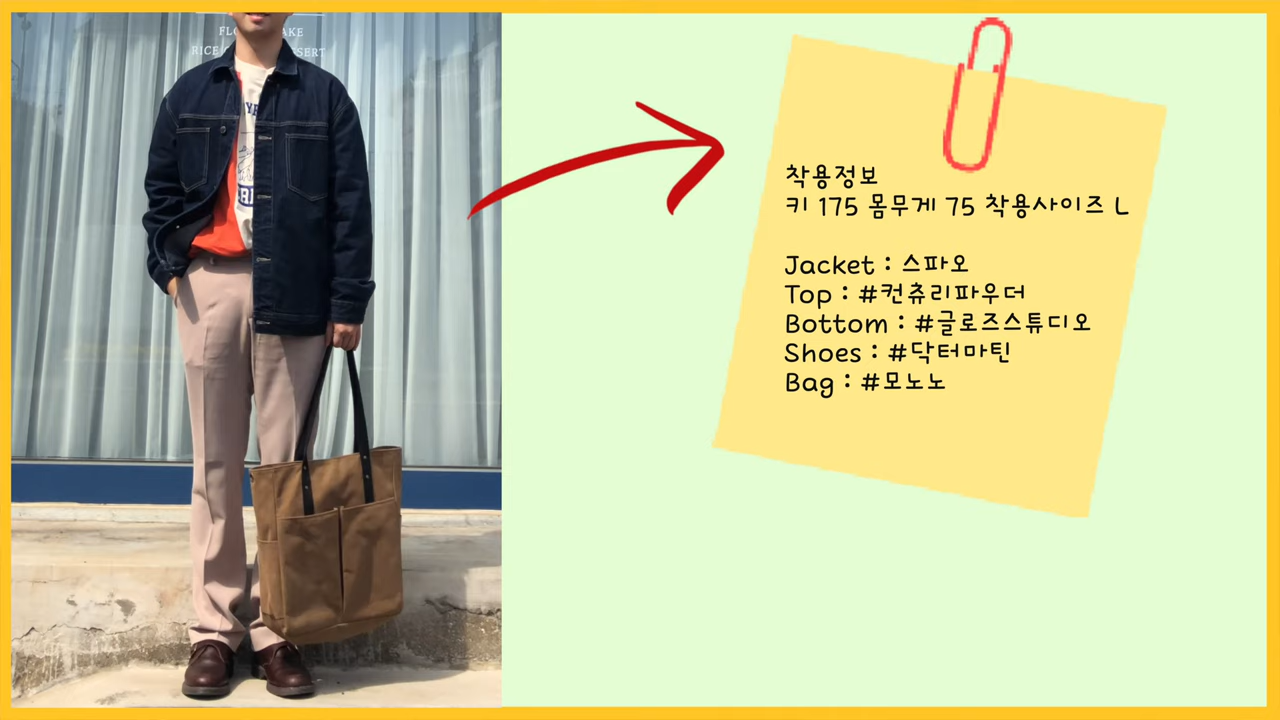 착용정보
키 175 몸무게 75 착용사이즈 L
Jacket : 스파오
Top : #컨츄리파우더
Bottom : #글로즈스튜디오
Shoes : #닥터마틴
Bag : #모노노
RICE